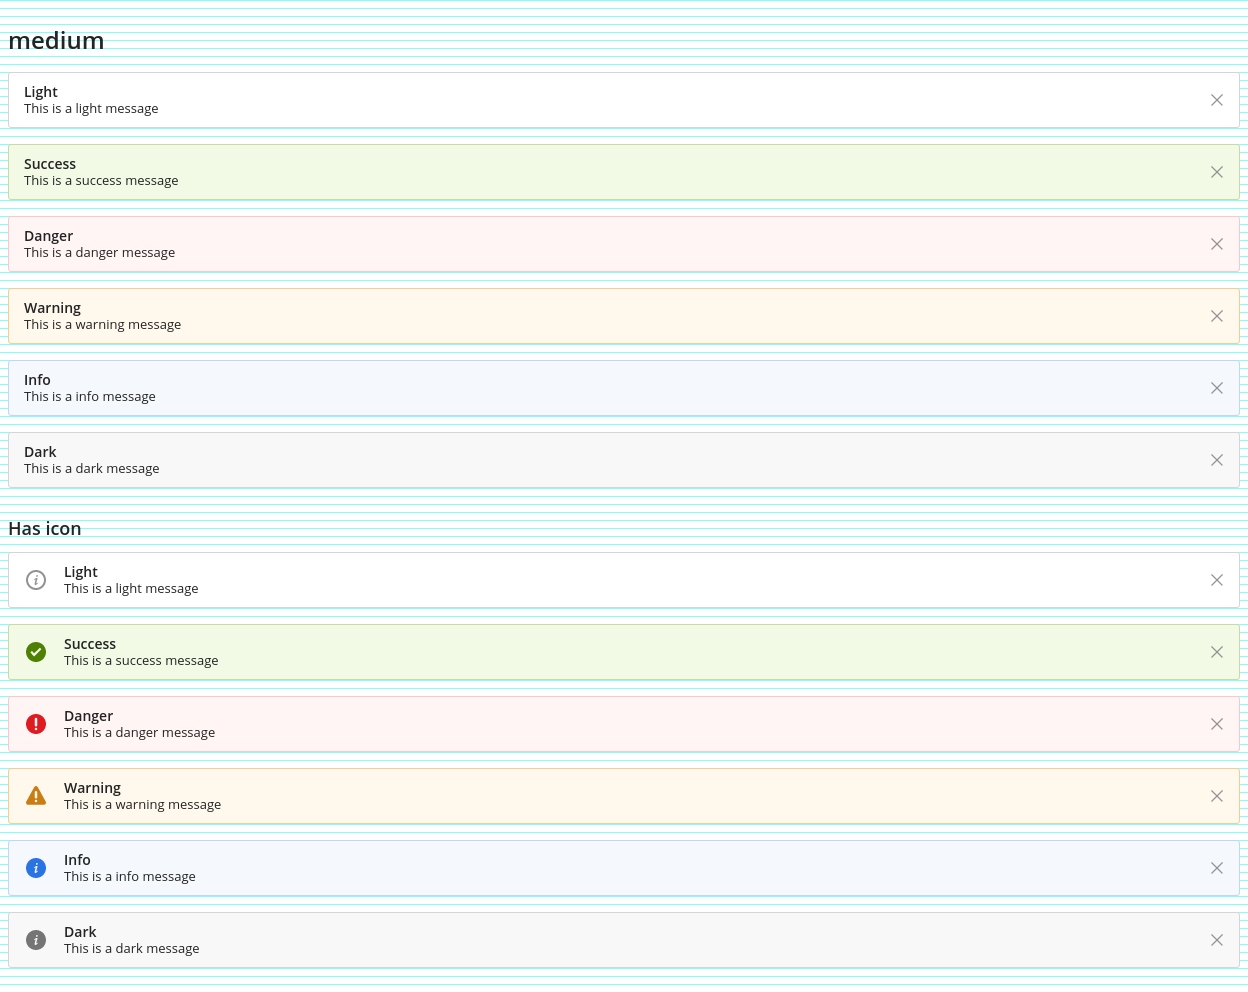 medium
Light
This is a light message
Success
This is a success message
Danger
This is a danger message
Warning
This is a warning message
Info
This is a info message
Dark
This is a dark message
Has icon
Light
This is a light message
Success
This is a success message
Danger
This is a danger message
Warning
This is a warning message
Info
This is a info message
Dark
This is a dark message